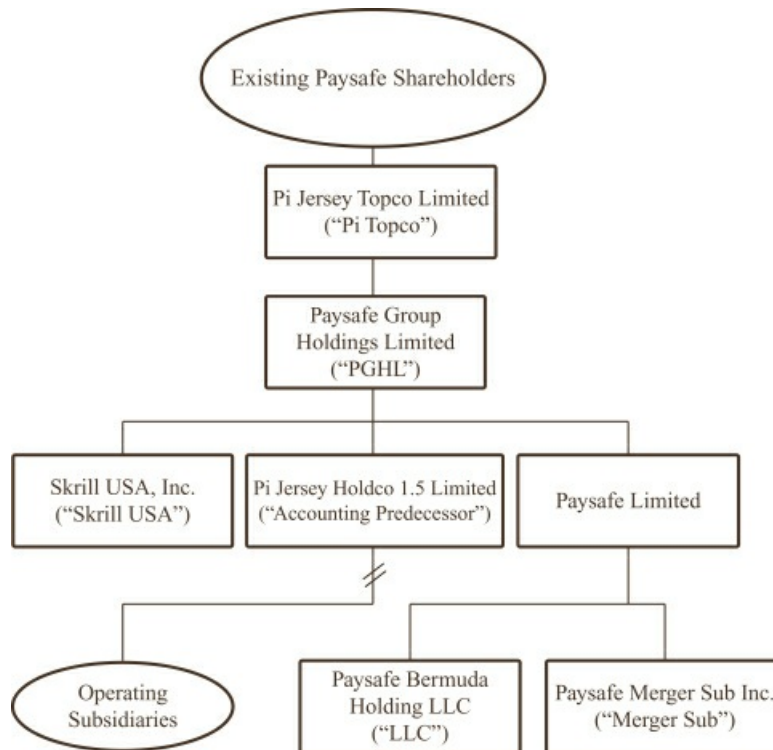 Existing Paysafe Shareholders
Pi Jersey Topco Limited
(“Pi Topco”)
Paysafe Group
Holdings Limited
(“PGHL”)
Skrill USA, Inc.
(“Skrill USA”)
Pi Jersey Holdco 1.5 Limited
(“Accounting Predecessor”)
Paysafe Limited
Operating
Subsidiaries
Paysafe Bermuda
Holding LLC
(“LLC”)
Paysafe Merger Sub Inc.
(“Merger Sub”)